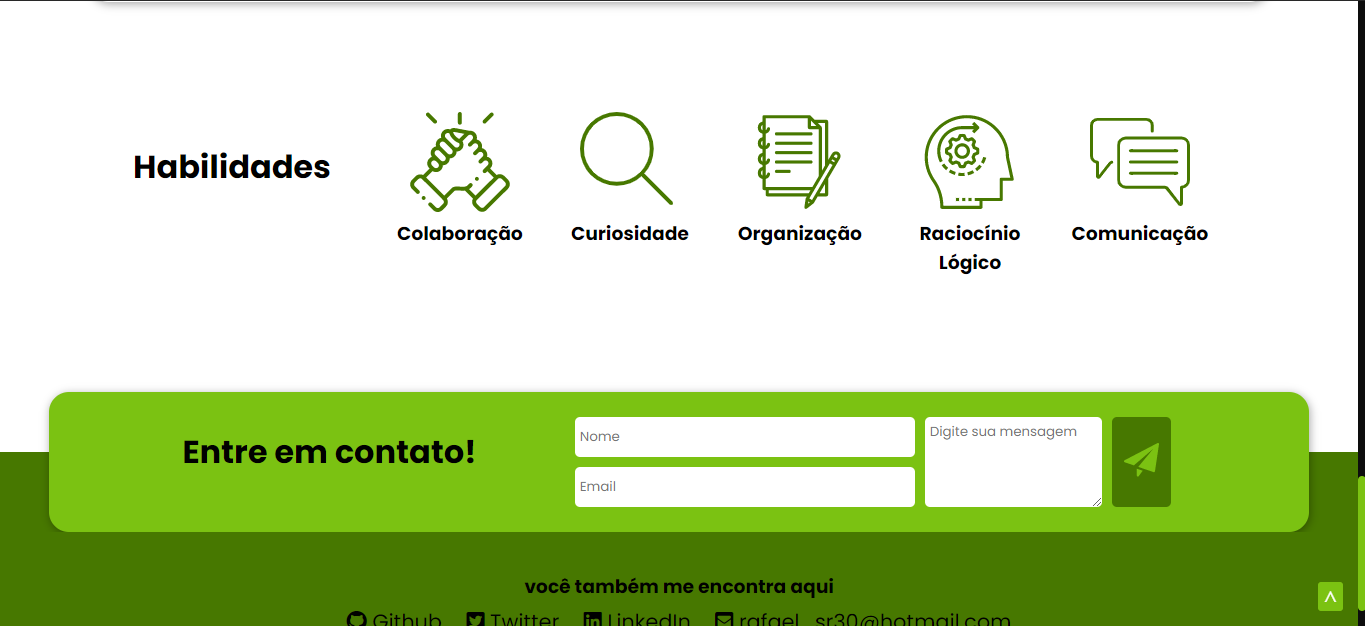 Habilidades
Colaboração
Curiosidade
Organização
Raciocínio
Lógico
Comunicação
Entre em contato!
Nome
Email
Digite sua mensagem
você também me encontra aqui
Github Twitter LinkedIn rafael_sr30@hotmail.com